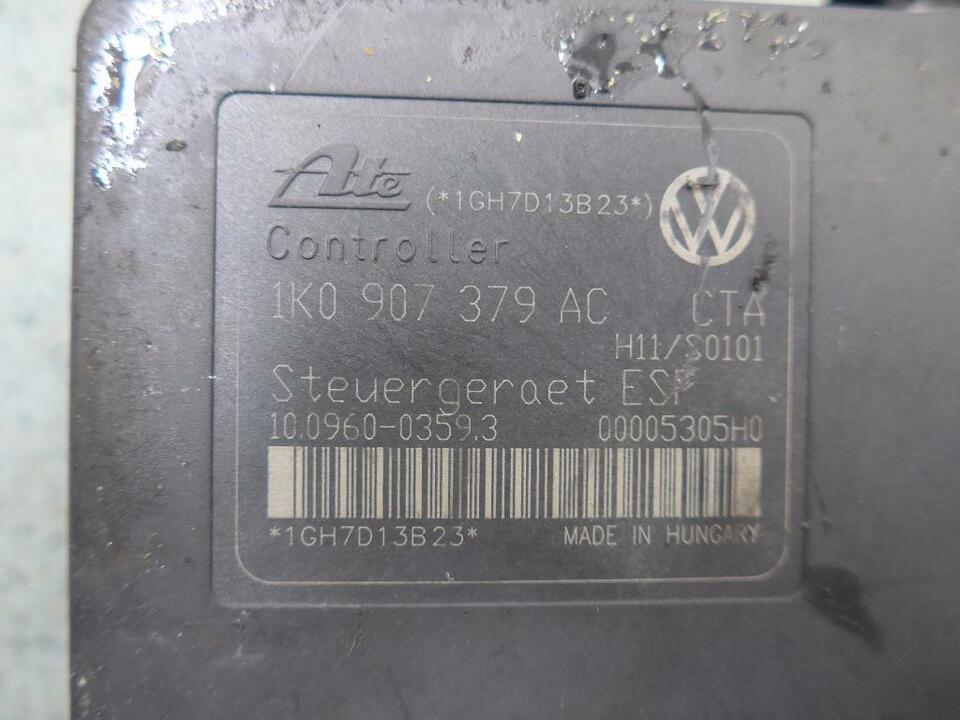 Ate (*1GH7D13B23*)
Controller
1K0 907 379 AC CTA
H11/S0101
Steuergeraet ESP
10.0960-0359.3 00005305H0
*1GH7D13B23* MADE IN HUNGARY